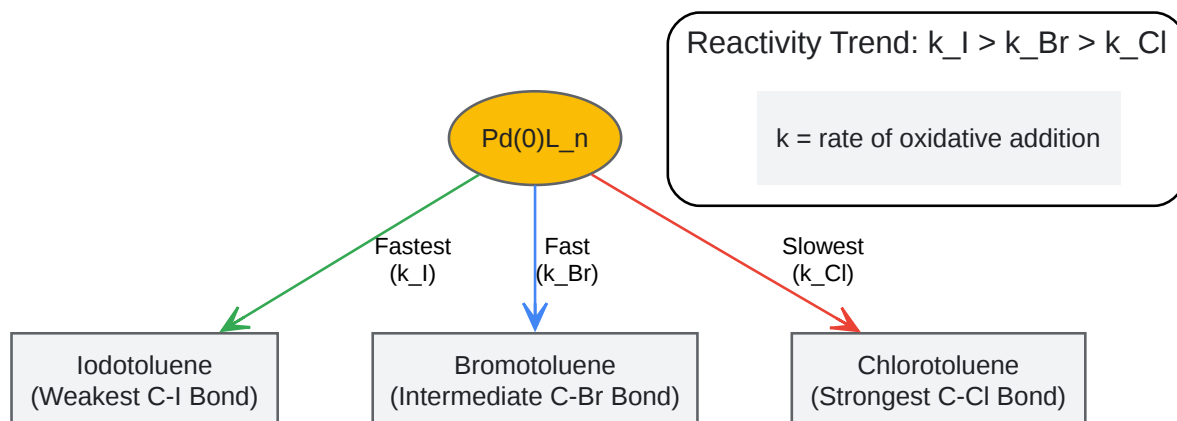 Reactivity Trend: k_I > k_Br > k_Cl
k = rate of oxidative addition
Pd(0)L_n
Fastest
(k_I)
Fast
(k_Br)
Slowest
(k_Cl)
Iodotoluene
(Weakest C-I Bond)
Bromotoluene
(Intermediate C-Br Bond)
Chlorotoluene
(Strongest C-Cl Bond)